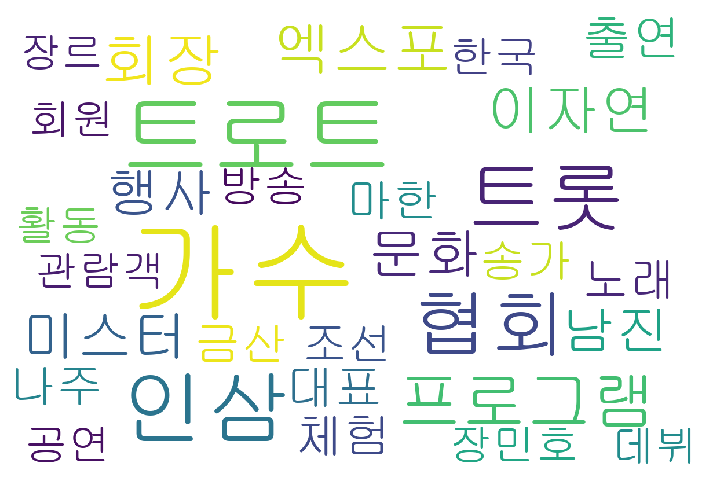 장르 회장 엑스포 한국 출연
회원 트로트 이자연
행사 방송 마한 트롯
활동 가수 문화 송가
관람객 노래
미스터 금산 조선 협회 남진
나주 인삼 대표 프로그램
공연 체험 장민호 데뷔